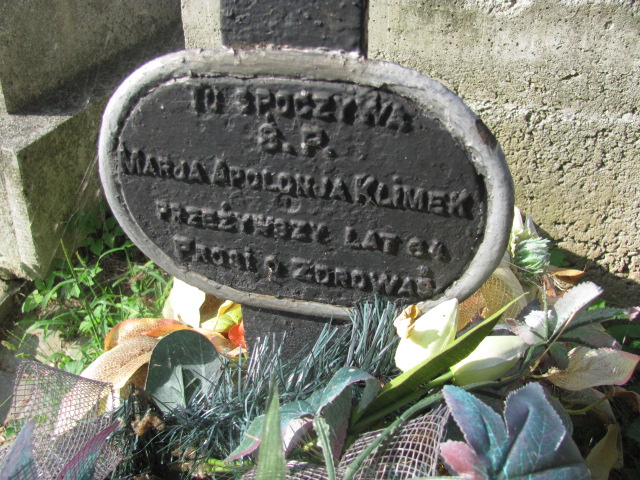 TU SPOCZYWA
Ś.P.
MARJA APOLONJA KLIMEK
PRZEŻYWSZY LAT 64
PROSI O ZDROWAŚ